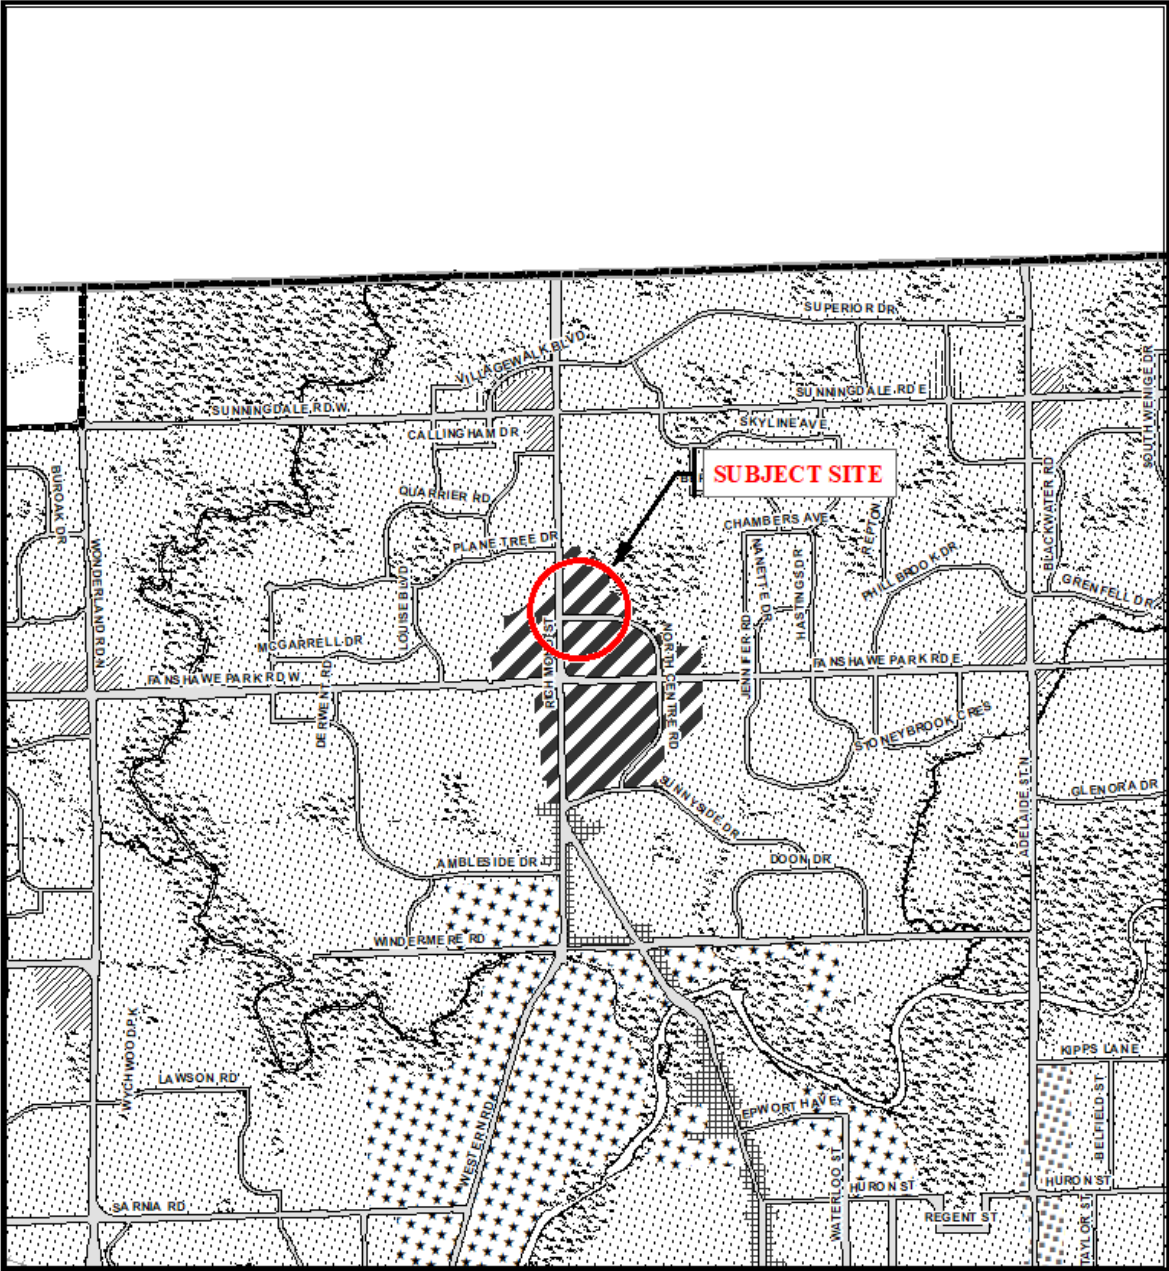 SUPERIOR DR
VILLAGEWALK BLVD
SOUTH WENIGE DR
SUNNINGDALE RD E
SUNNINGDALE RD W
SKYLINE AVE
CALLINGHAM DR
BUROAK DR
SUBJECT SITE
BLACKWATER RD
QUARRIER RD
CHAMBERS AVE
REPTON
PLANE TREE DR
WONDERLAND RD N
NANETTE DR
HASTINGS DR
PHILLBROOK DR
GRENFELL DR
LOUISE BLVD
MCGARRELL DR
RICHMOND ST
NORTH CENTRE RD
JENNIFER RD
FANSHAWE PARK RD E
FANSHAWE PARK RD W
DERWENT RD
STONEYBROOK CRES
SUNNYSIDE DR
ADELAIDE ST N
GLENORA DR
AMBLESIDE DR
DOON DR
WINDERMERE RD
WYCHWOOD PK
KIPPS LANE
LAWSON RD
WESTERN RD
EPWORTH AVE
BELFIELD ST
WATERLOO ST
HURON ST
HURON ST
SARNIA RD
REGENT ST
TAYLOR ST